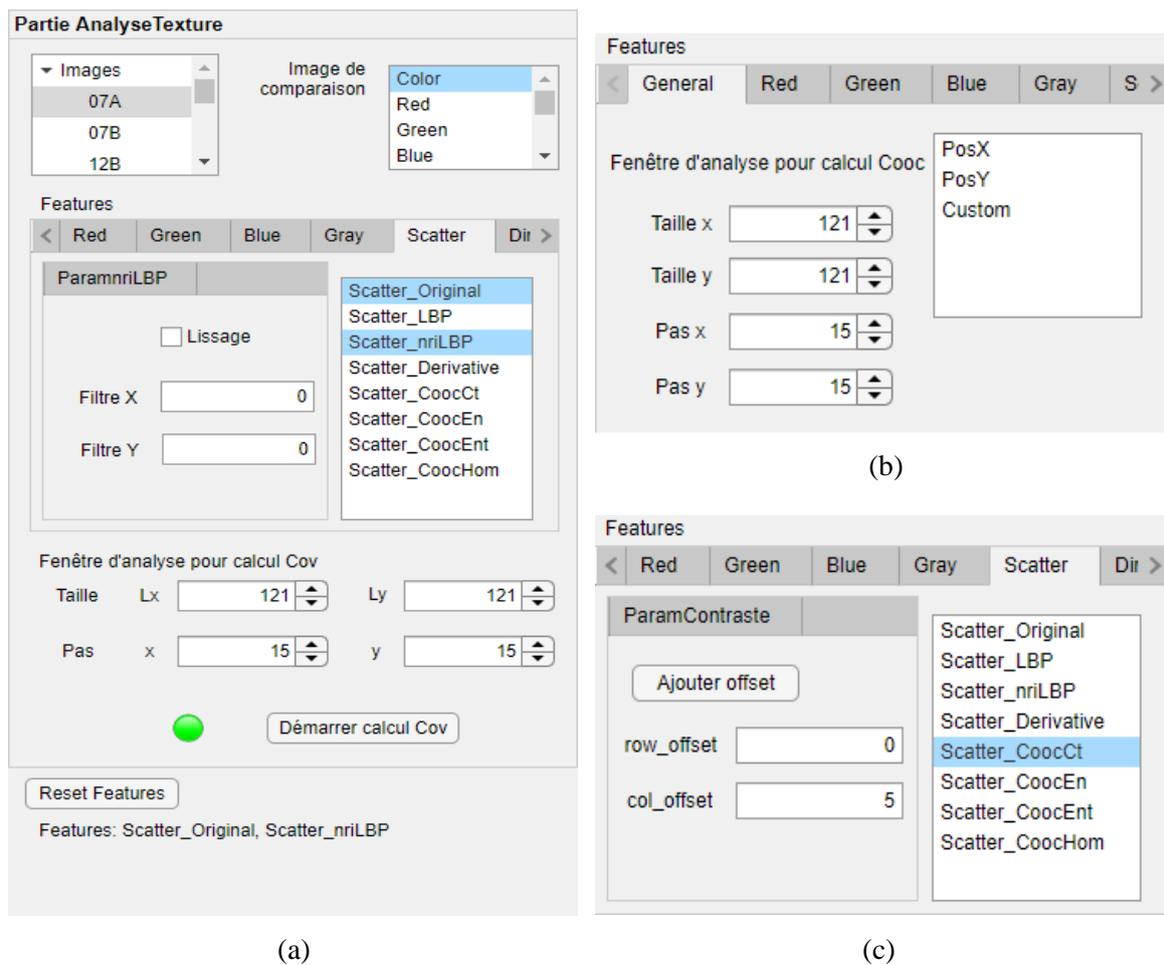 Partie AnalyseTexture
Images
07A
07B
12B
Image de
comparaison
Color
Red
Green
Blue
Features
< Red Green Blue Gray Scatter Dir >
ParamnriLBP
Lissage
Filtre X 0
Filtre Y 0
Scatter_Original
Scatter_LBP
Scatter_nriLBP
Scatter_Derivative
Scatter_CoocCt
Scatter_CoocEn
Scatter_CoocEnt
Scatter_CoocHom
Fenêtre d'analyse pour calcul Cov
Taille Lx 121 Ly 121
Pas x 15 y 15
Démarrer calcul Cov
Reset Features
Features: Scatter_Original, Scatter_nriLBP
(a)
Features
< General Red Green Blue Gray S >
Fenêtre d'analyse pour calcul Cooc
Taille x 121
Taille y 121
Pas x 15
Pas y 15
PosX
PosY
Custom
(b)
Features
< Red Green Blue Gray Scatter Dir >
ParamContraste
Ajouter offset
row_offset 0
col_offset 5
Scatter_Original
Scatter_LBP
Scatter_nriLBP
Scatter_Derivative
Scatter_CoocCt
Scatter_CoocEn
Scatter_CoocEnt
Scatter_CoocHom
(c)